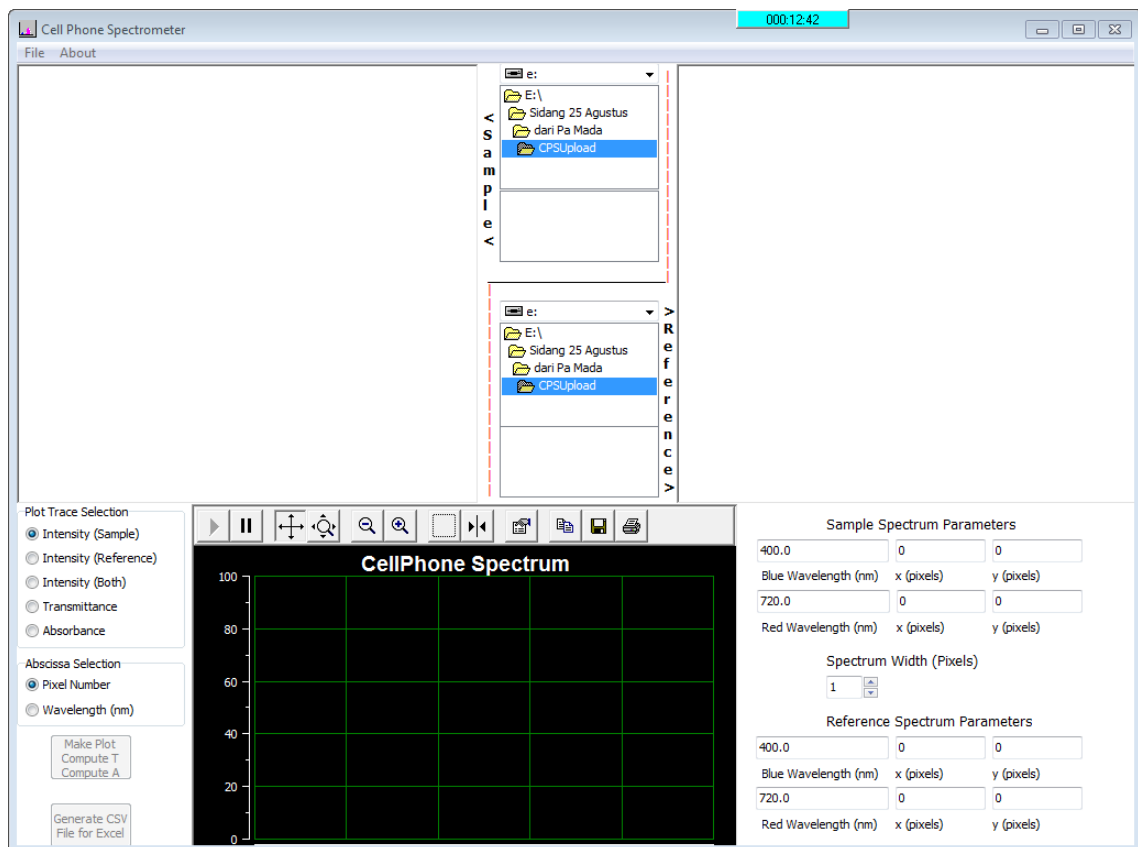 000:12:42
Cell Phone Spectrometer
File About
e:
E:\
Sidang 25 Agustus
dari Pa Mada
CPSUpload
<Sample<
e:
E:\
Sidang 25 Agustus
dari Pa Mada
CPSUpload
>Reference>
Plot Trace Selection
Intensity (Sample)
Intensity (Reference)
Intensity (Both)
Transmittance
Absorbance
Abscissa Selection
Pixel Number
Wavelength (nm)
Make Plot
Compute T
Compute A
Generate CSV
File for Excel
CellPhone Spectrum
100
80
60
40
20
0
Sample Spectrum Parameters
400.0 0 0
Blue Wavelength (nm) x (pixels) y (pixels)
720.0 0 0
Red Wavelength (nm) x (pixels) y (pixels)
Spectrum Width (Pixels)
1
Reference Spectrum Parameters
400.0 0 0
Blue Wavelength (nm) x (pixels) y (pixels)
720.0 0 0
Red Wavelength (nm) x (pixels) y (pixels)